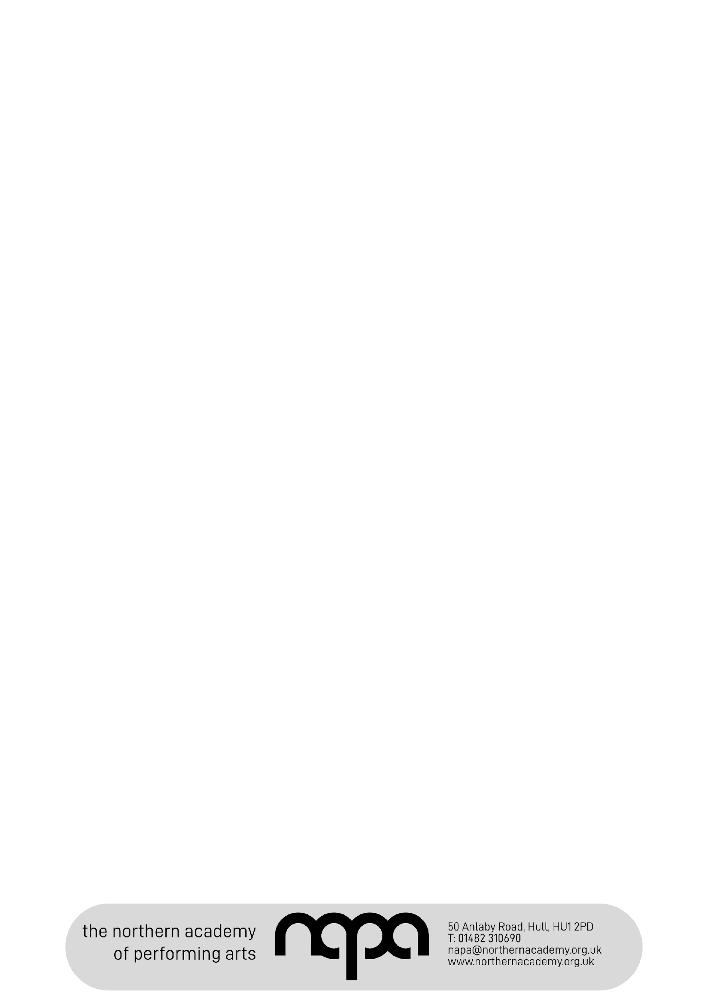 the northern academy
of performing arts
napa
50 Anlaby Road, Hull, HU1 2PD
T: 01482 310690
napa@northernacademy.org.uk
www.northernacademy.org.uk